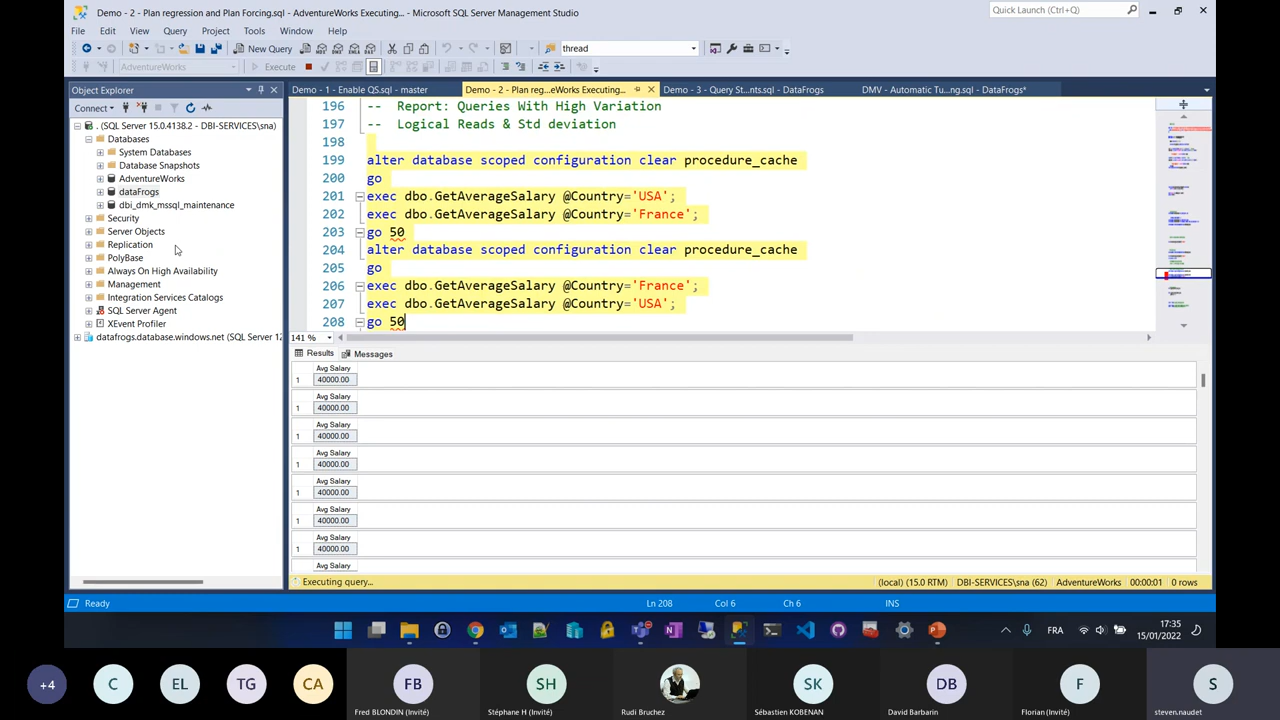 Demo - 2 - Plan regression and Plan Forcing.sql - AdventureWorks Executing... - Microsoft SQL Server Management Studio
Quick Launch (Ctrl+Q)
File Edit View Query Project Tools Window Help
New Query
thread
AdventureWorks
Execute
Object Explorer
Demo - 1 - Enable QS.sql - master
Demo - 2 - Plan reg...eWorks Executing...
Demo - 3 - Query St...nts.sql - DataFrogs
DMV - Automatic Tu...ng.sql - DataFrogs*
Connect
. (SQL Server 15.0.4138.2 - DBI-SERVICES\sna)
Databases
System Databases
Database Snapshots
AdventureWorks
dataFrogs
dbi_dmk_mssql_maintenance
Security
Server Objects
Replication
PolyBase
Always On High Availability
Management
Integration Services Catalogs
SQL Server Agent
XEvent Profiler
datafrogs.database.windows.net (SQL Server 12
196 -- Report: Queries With High Variation
197 -- Logical Reads & Std deviation
198
199 alter database scoped configuration clear procedure_cache
200 go
201 exec dbo.GetAverageSalary @Country='USA';
202 exec dbo.GetAverageSalary @Country='France';
203 go 50
204 alter database scoped configuration clear procedure_cache
205 go
206 exec dbo.GetAverageSalary @Country='France';
207 exec dbo.GetAverageSalary @Country='USA';
208 go 50
141 %
Results Messages
Avg Salary
1 40000.00
Avg Salary
1 40000.00
Avg Salary
1 40000.00
Avg Salary
1 40000.00
Avg Salary
1 40000.00
Avg Salary
1 40000.00
Avg Salary
1 40000.00
Avg Salary
Executing query...
(local) (15.0 RTM) DBI-SERVICES\sna (62) AdventureWorks 00:00:01 0 rows
Ready
Ln 208 Col 6 Ch 6 INS
FRA
17:35
15/01/2022
+4 C EL TG CA FB SH SK DB F S
Fred BLONDIN (Invité)
Stéphane H (Invité)
Rudi Bruchez
Sébastien KOBENAN
David Barbarin
Florian (Invité)
steven.naudet